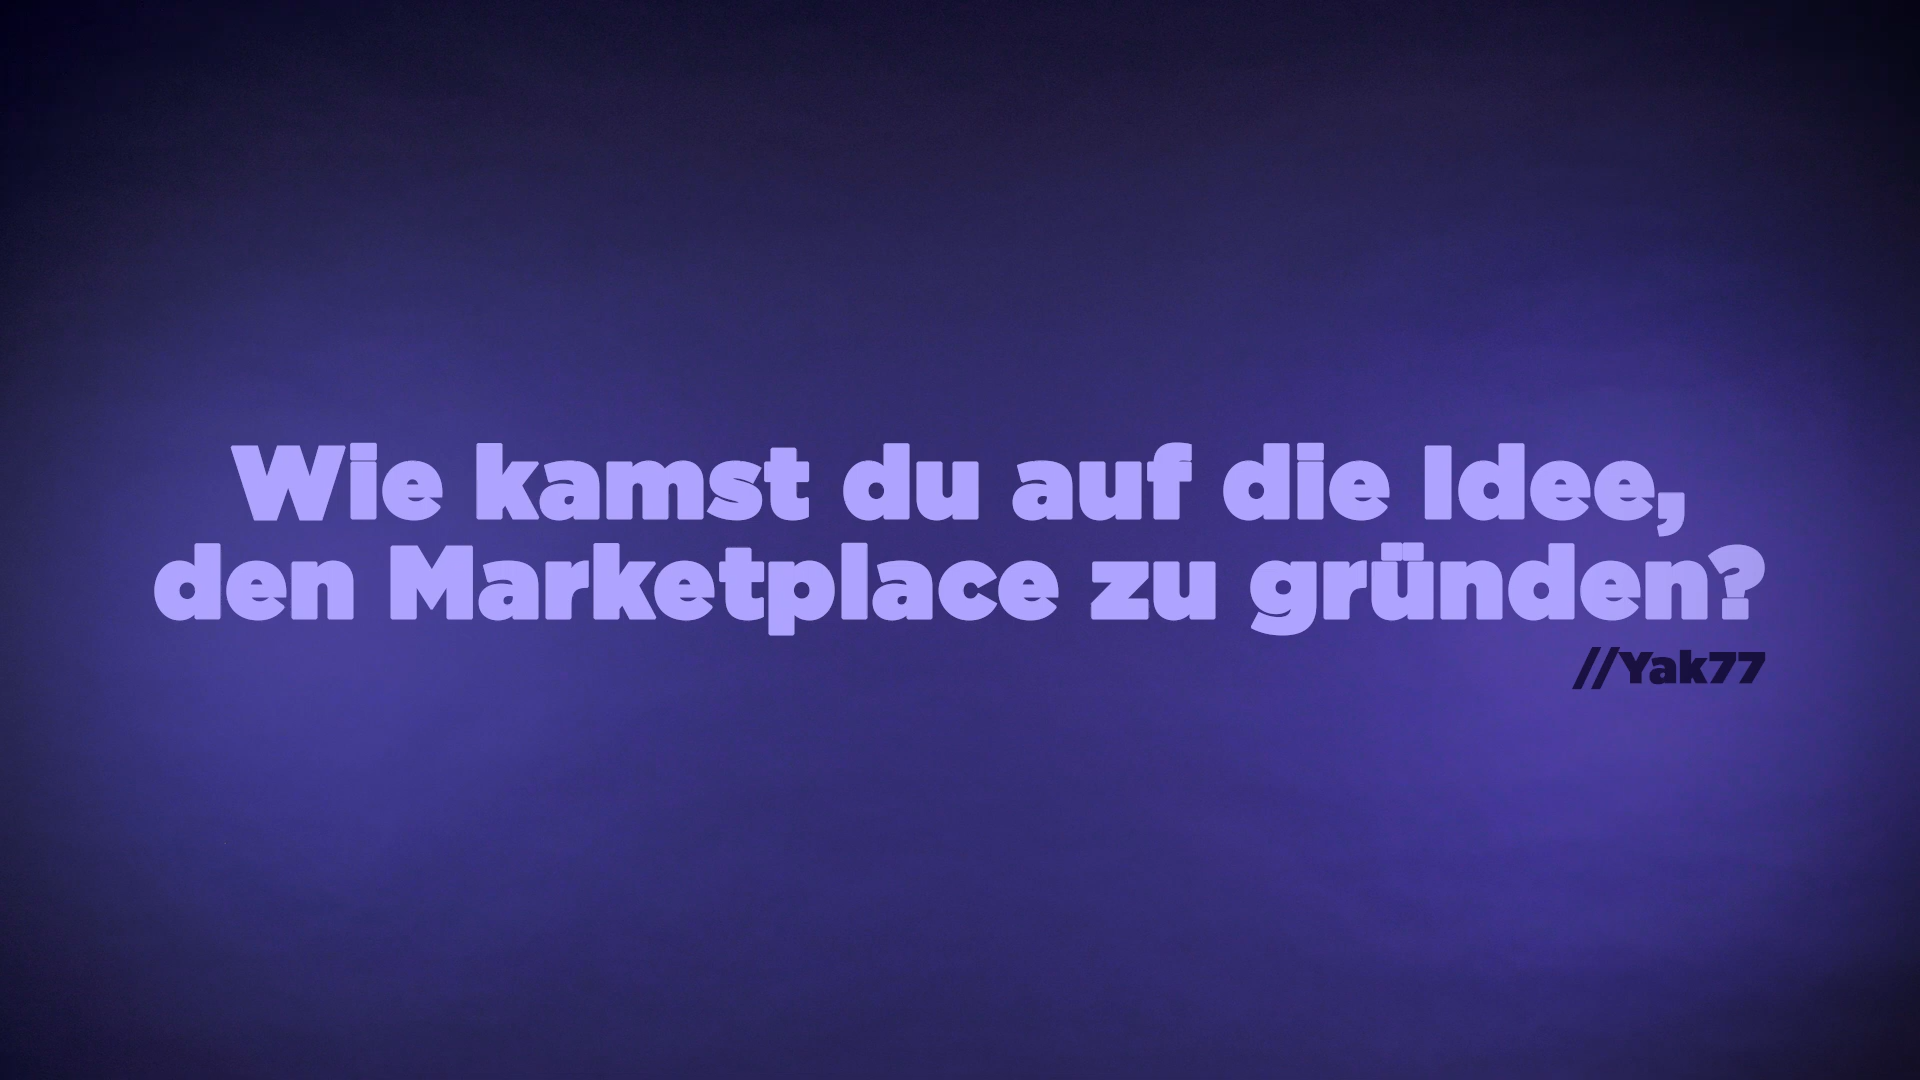 Wie kamst du auf die Idee,
den Marketplace zu gründen?
//Yak77